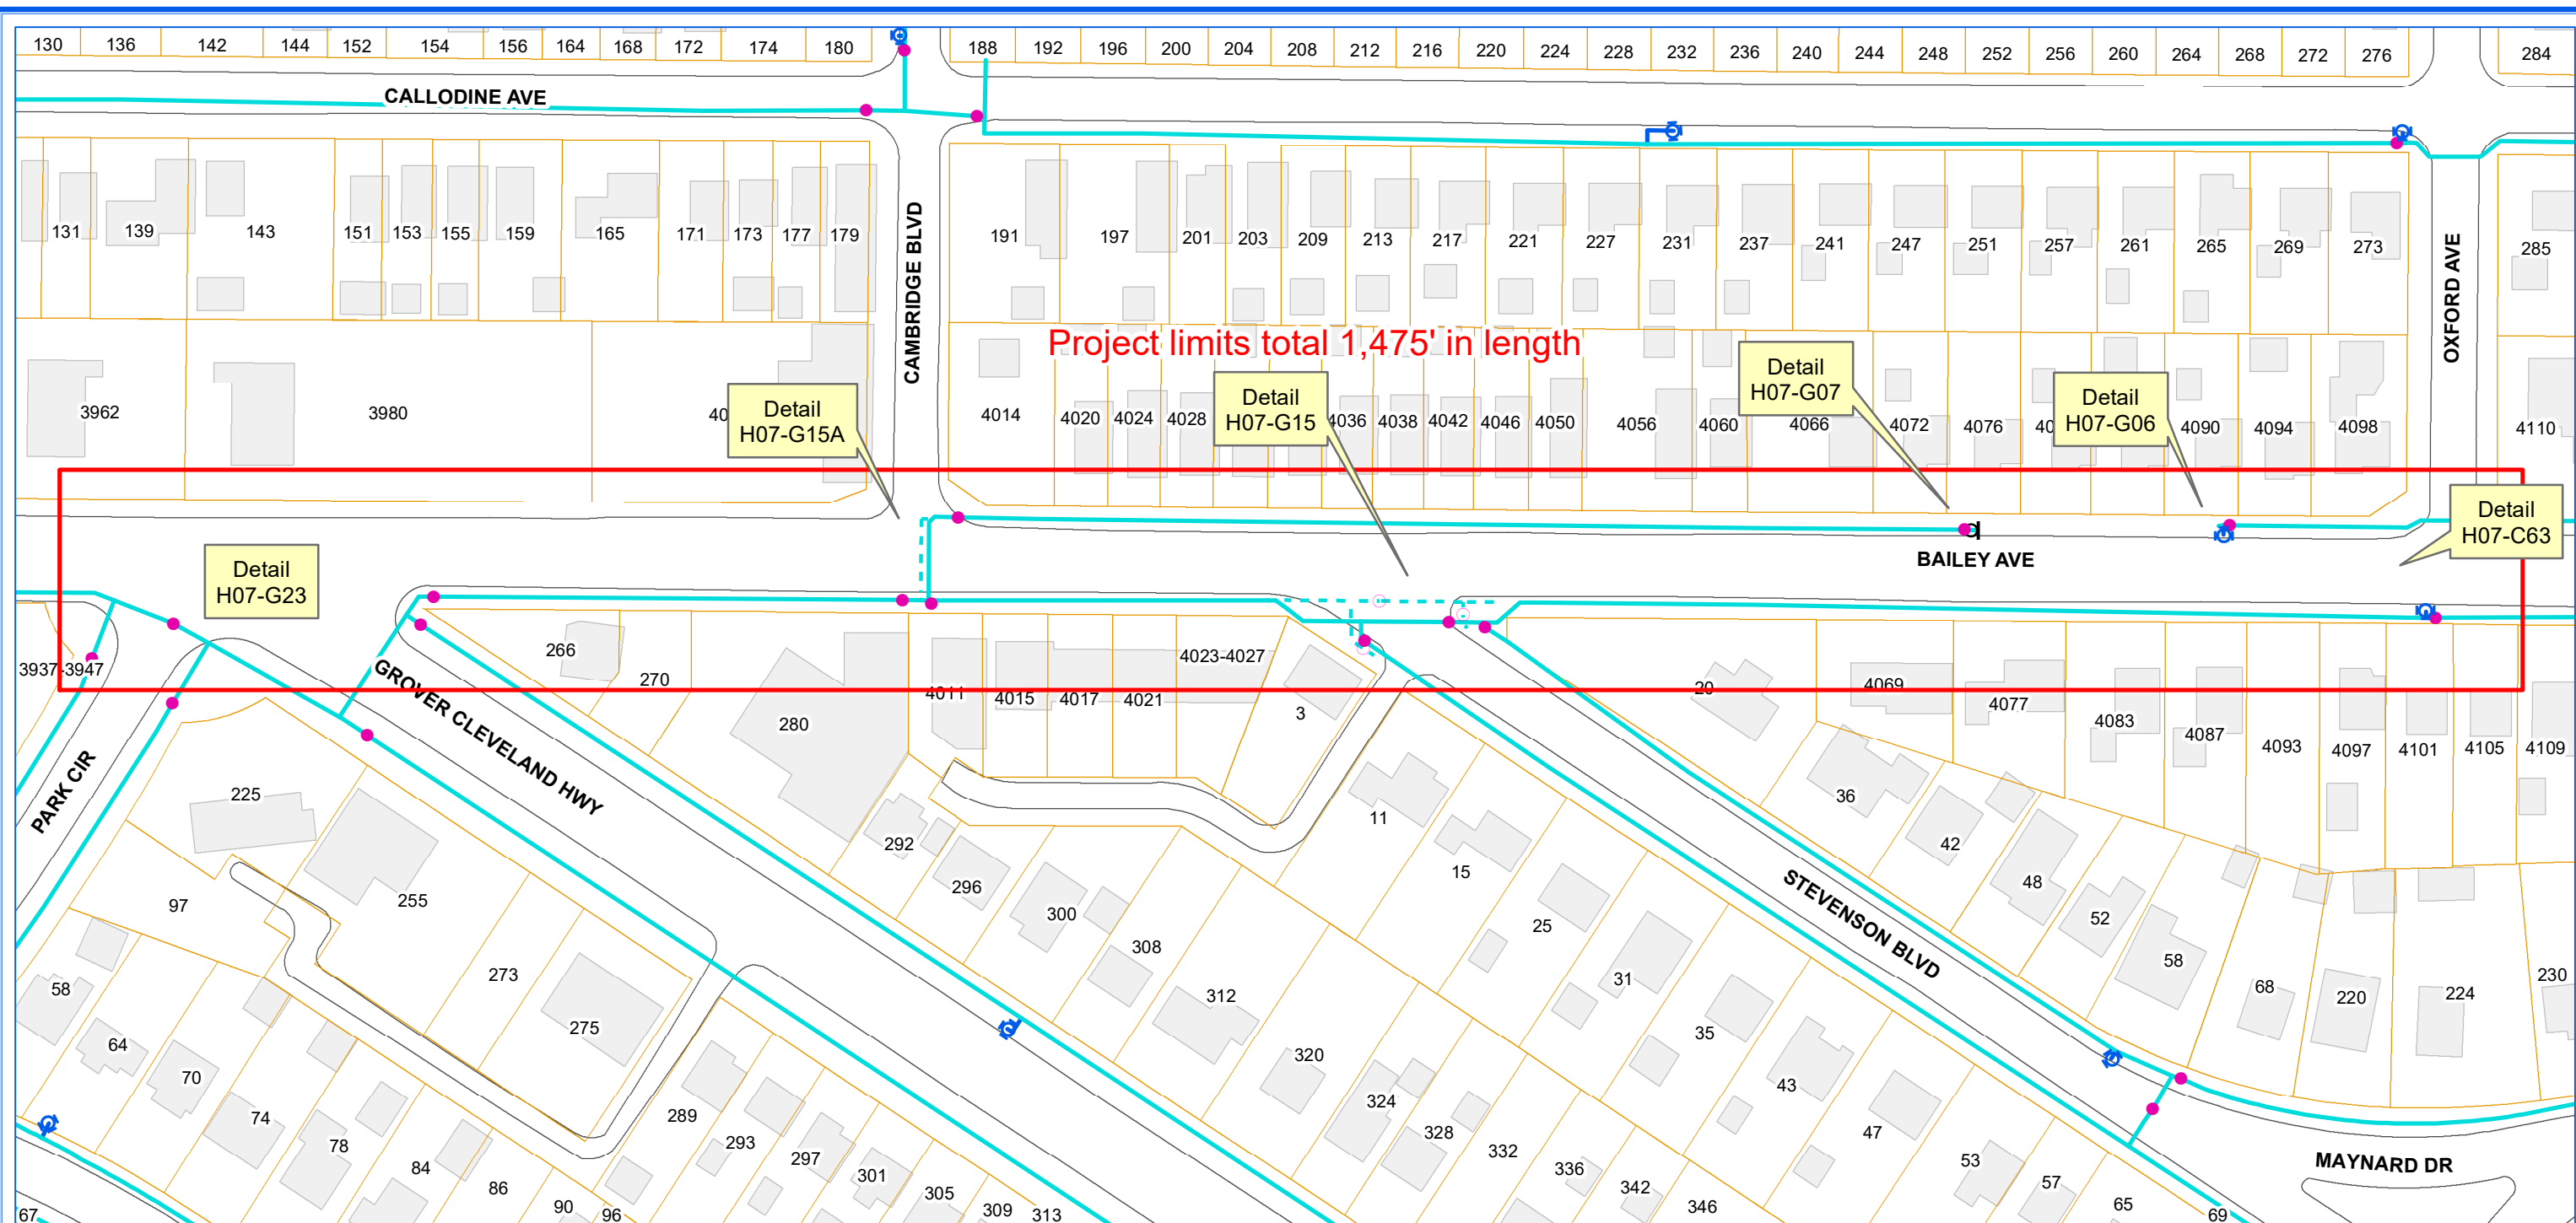 130 136 142 144 152 154 156 164 168 172 174 180 188 192 196 200 204 208 212 216 220 224 228 232 236 240 244 248 252 256 260 264 268 272 276 284
CALLODINE AVE
CAMBRIDGE BLVD
OXFORD AVE
131 139 143 151 153 155 159 165 171 173 177 179 191 197 201 203 209 213 217 221 227 231 237 241 247 251 257 261 265 269 273 285
Project limits total 1,475' in length
3962 3980 40
Detail
H07-G15A
4014 4020 4024 4028
Detail
H07-G15
4036 4038 4042 4046 4050 4056 4060 4066
Detail
H07-G07
4072 4076 40
Detail
H07-G06
4090 4094 4098 4110
Detail
H07-C63
BAILEY AVE
Detail
H07-G23
3937-3947
266 270 280 4011 4015 4017 4021 4023-4027 3
20 4069 4077 4083 4087 4093 4097 4101 4105 4109
GROVER CLEVELAND HWY
PARK CIR
STEVENSON BLVD
225 255 97 273 275
292 296 300 308 312 320 324 328 332 336 342 346
11 15 25 31 35 43 47 53 57 65 69
36 42 48 52 58 68 220 224 230
58 64 70 74 78 84 86 90 96
289 293 297 301 305 309 313
67
MAYNARD DR